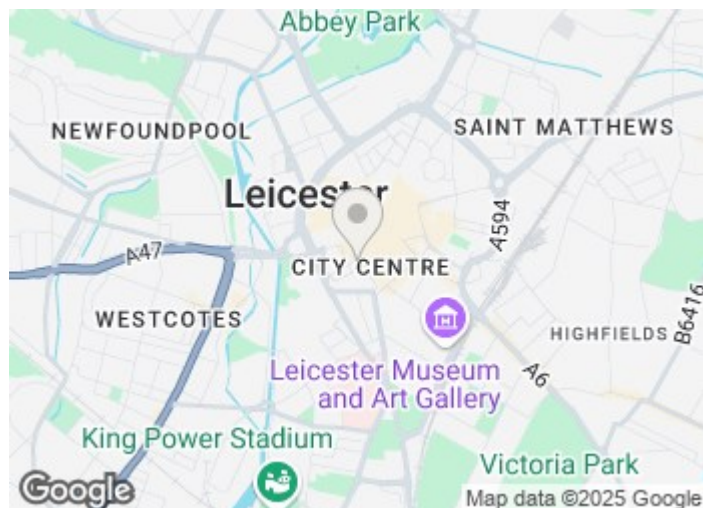 Abbey Park
NEWFOUNDPOOL
SAINT MATTHEWS
Leicester
A594
A47
CITY CENTRE
B6416
WESTCOTES
HIGHFIELDS
Leicester Museum
and Art Gallery
A6
King Power Stadium
Victoria Park
Google
Map data ©2025 Google